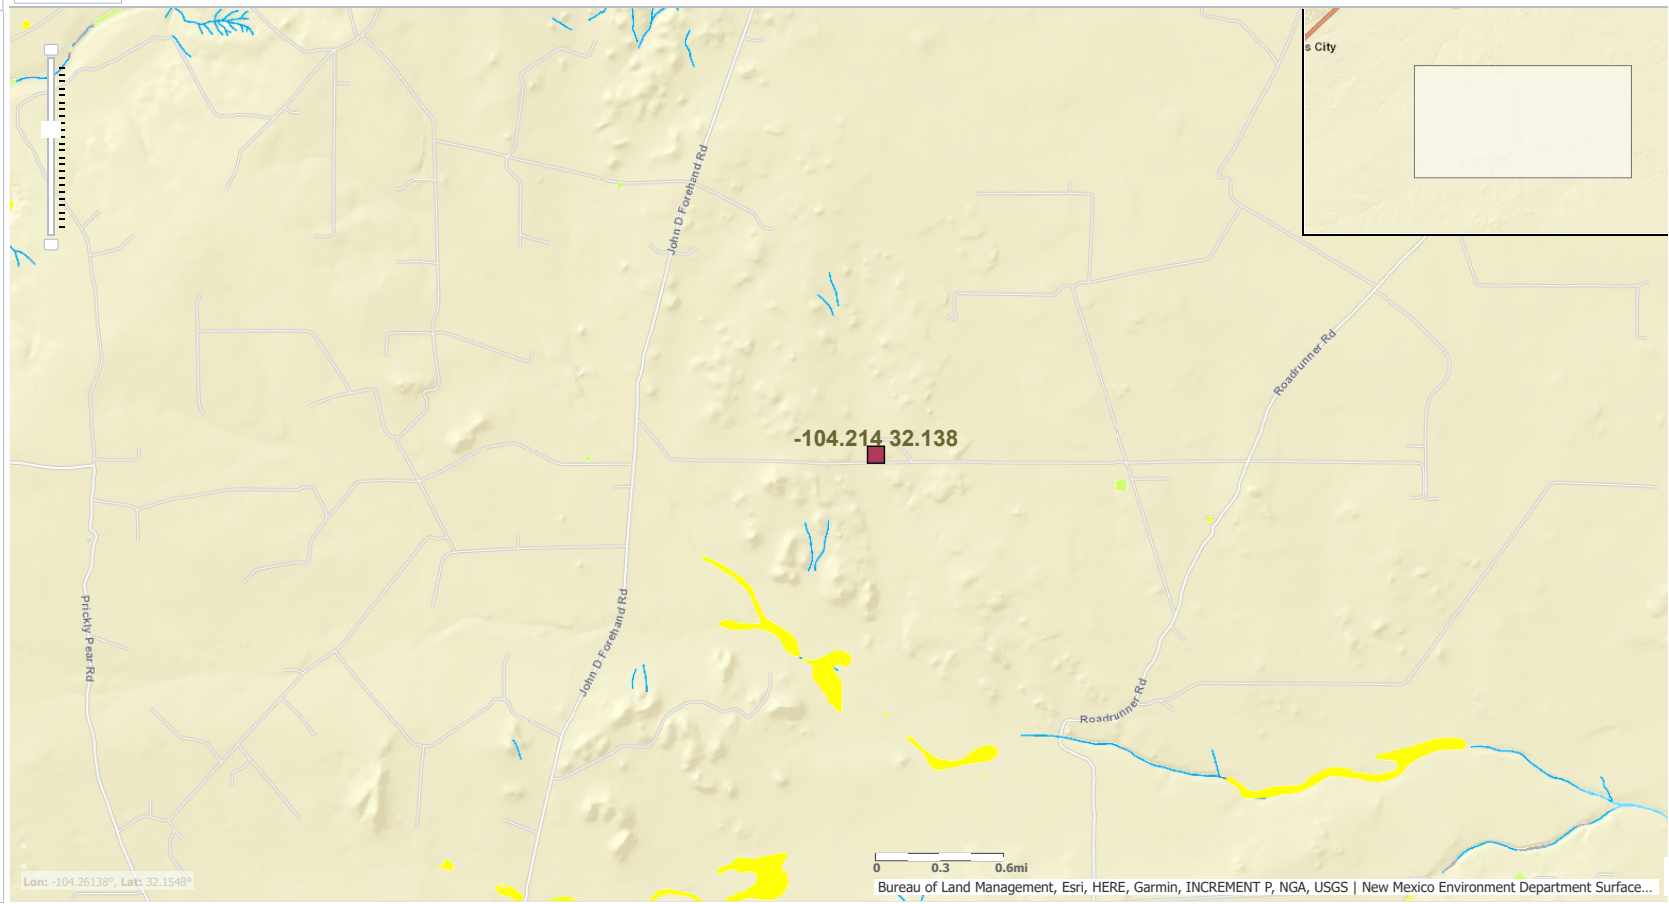 s City
John D Forehand Rd
Roadrunner Rd
-104.214 32.138
Prickly Pear Rd
John D Forehand Rd
Roadrunner Rd
0 0.3 0.6mi
Lon: -104.26138°, Lat: 32.1548°
Bureau of Land Management, Esri, HERE, Garmin, INCREMENT P, NGA, USGS | New Mexico Environment Department Surface...